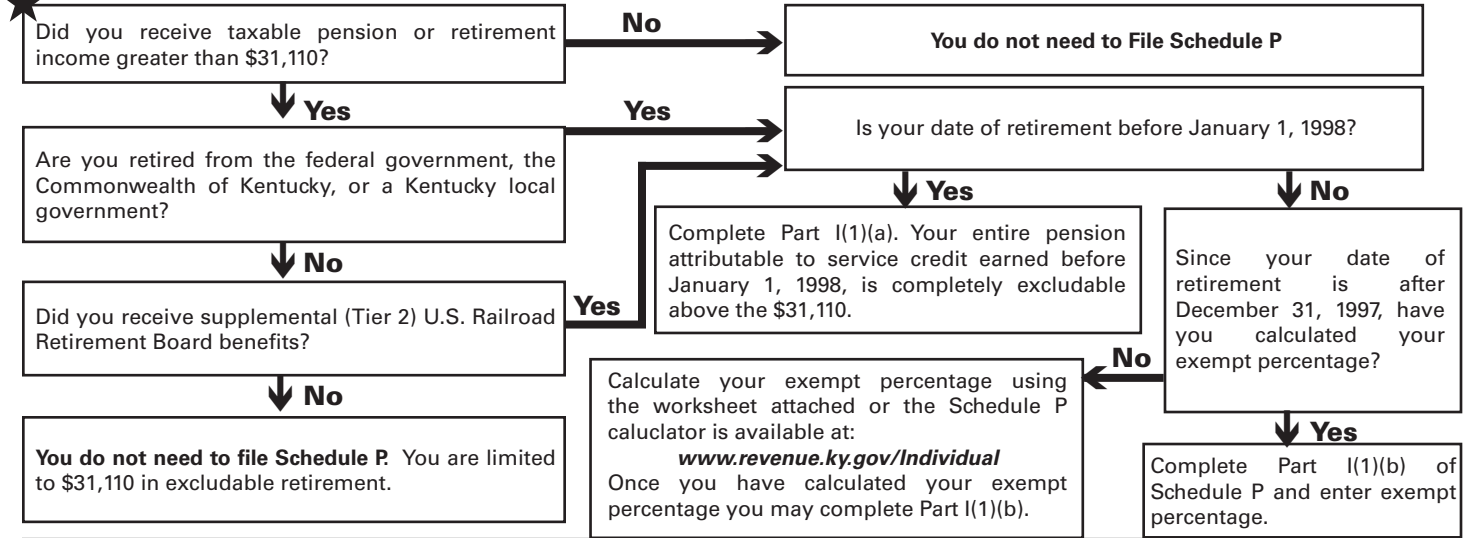 Did you receive taxable pension or retirement
income greater than $31,110?
No
You do not need to File Schedule P
Yes
Are you retired from the federal government, the
Commonwealth of Kentucky, or a Kentucky local
government?
Yes
Is your date of retirement before January 1, 1998?
No
Did you receive supplemental (Tier 2) U.S. Railroad
Retirement Board benefits?
Yes
No
You do not need to file Schedule P. You are limited
to $31,110 in excludable retirement.
Yes
Complete Part I(1)(a). Your entire pension
attributable to service credit earned before
January 1, 1998, is completely excludable
above the $31,110.
No
Since your date of
retirement is after
December 31, 1997, have
you calculated your
exempt percentage?
No
Calculate your exempt percentage using
the worksheet attached or the Schedule P
caluclator is available at:
www.revenue.ky.gov/Individual
Once you have calculated your exempt
percentage you may complete Part I(1)(b).
Yes
Complete Part I(1)(b) of
Schedule P and enter exempt
percentage.